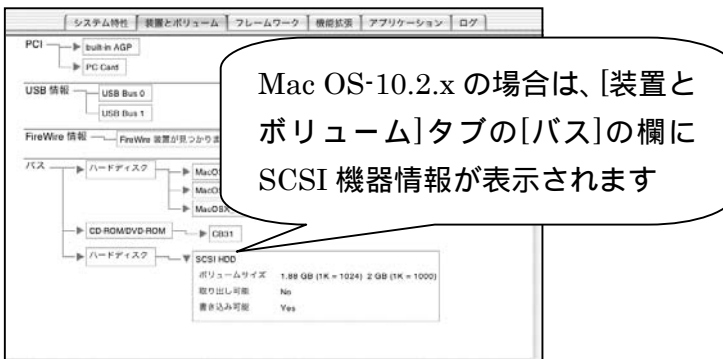 システム特性 装置とボリューム フレームワーク 機能拡張 アプリケーション ログ
PCI built-in AGP
PC Card
USB 情報 USB Bus 0
USB Bus 1
FireWire 情報 FireWire 装置が見つかりま
バス ハードディスク MacOS
MacOS
MacOSX
CD-ROM/DVD-ROM CB31
ハードディスク SCSI HDD
ボリュームサイズ 1.88 GB (1K = 1024) 2 GB (1K = 1000)
取り出し可能 No
書き込み可能 Yes
Mac OS-10.2.x の場合は、[装置と
ボリューム]タブの[バス]の欄に
SCSI 機器情報が表示されます